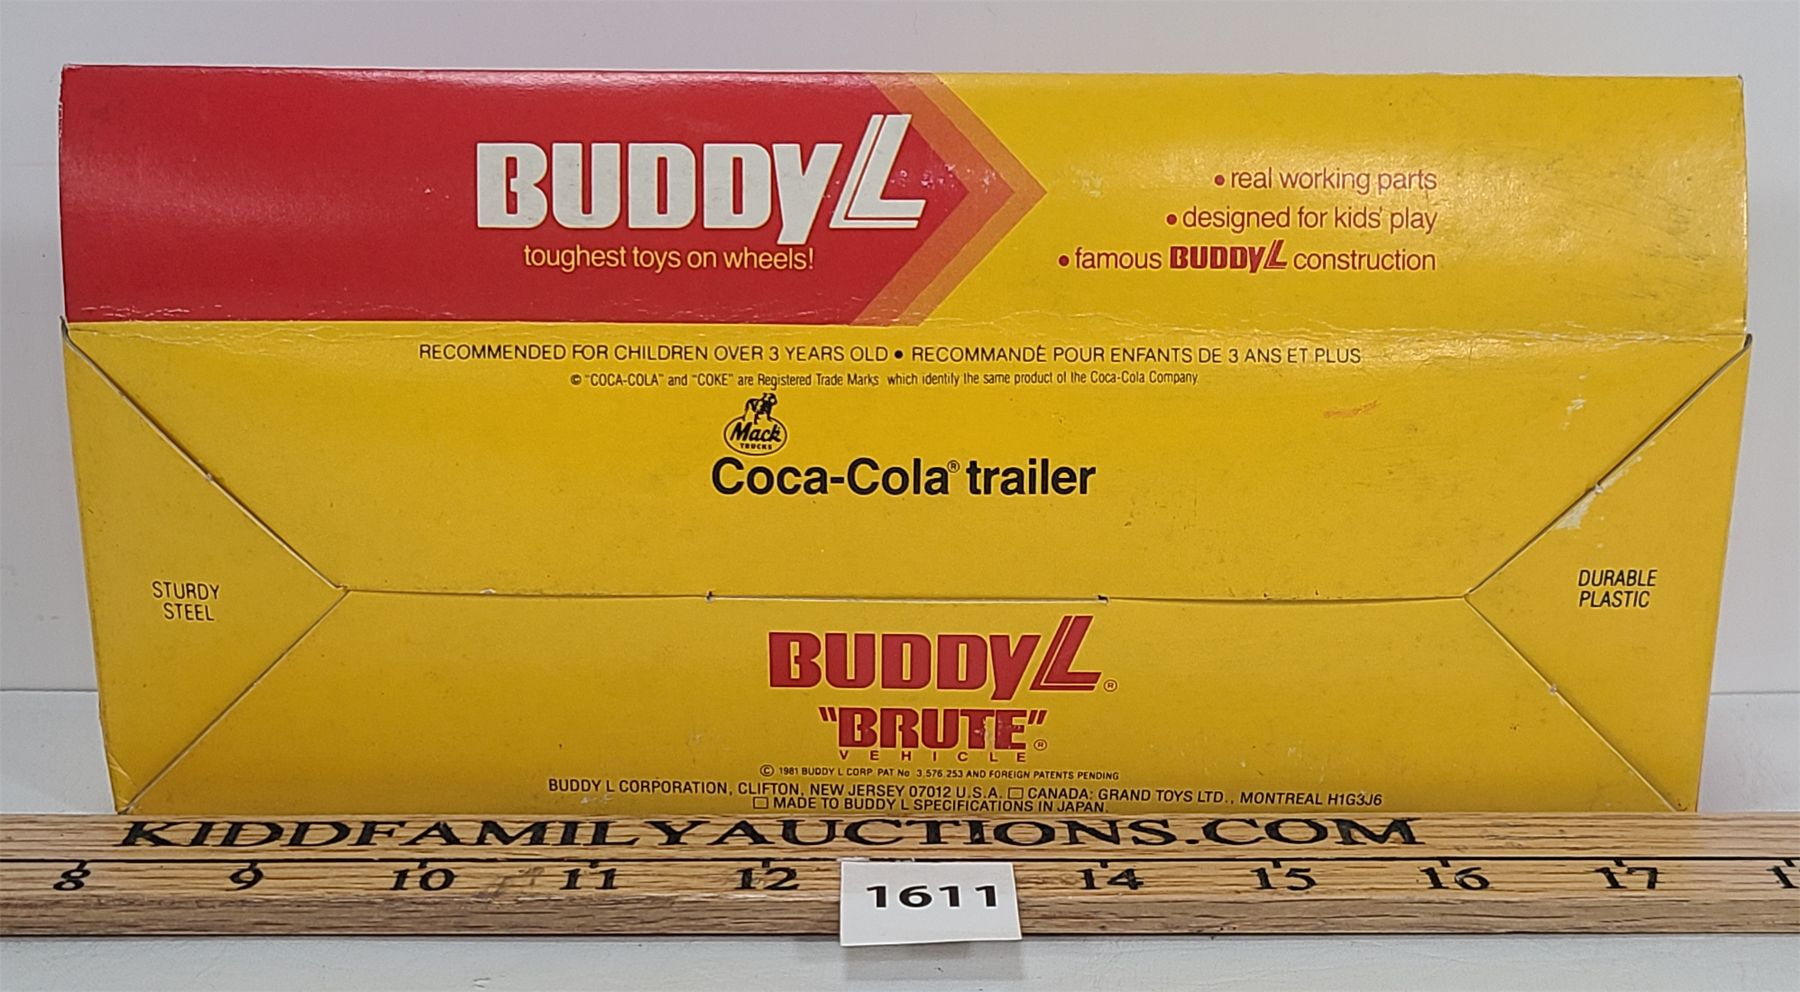 BUDDY L
toughest toys on wheels!
• real working parts
• designed for kids' play
• famous BUDDY L construction
RECOMMENDED FOR CHILDREN OVER 3 YEARS OLD • RECOMMANDÉ POUR ENFANTS DE 3 ANS ET PLUS
© "COCA-COLA" and "COKE" are Registered Trade Marks which identify the same product of the Coca-Cola Company
Mack
TRUCKS
Coca-Cola® trailer
STURDY
STEEL
DURABLE
PLASTIC
BUDDY L®
"BRUTE"®
VEHICLE
© 1981 BUDDY L CORP PAT No 3,576,253 AND FOREIGN PATENTS PENDING
BUDDY L CORPORATION, CLIFTON, NEW JERSEY 07012 U.S.A. □ CANADA: GRAND TOYS LTD., MONTREAL H1G3J6
□ MADE TO BUDDY L SPECIFICATIONS IN JAPAN.
KIDDFAMILYAUCTIONS.COM
8 9 10 11 12 14 15 16 17
1611